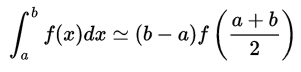 ∫_a^b f(x)dx ≃ (b − a)f((a + b)/2)